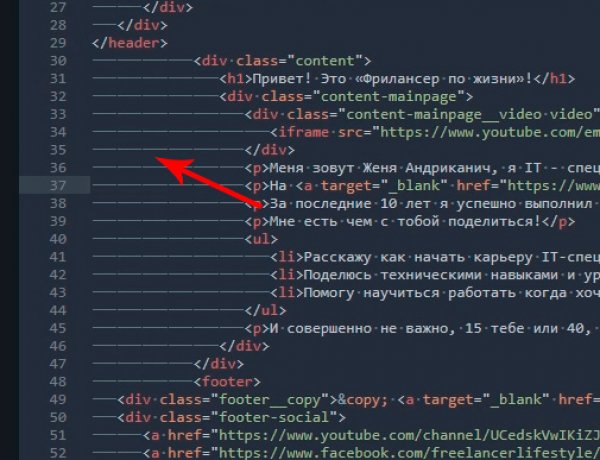 27 </div>
28 </div>
29 </header>
30 <div class="content">
31 <h1>Привет! Это «Фрилансер по жизни»!</h1>
32 <div class="content-mainpage">
33 <div class="content-mainpage__video video"
34 <iframe src="https://www.youtube.com/em
35 </div>
36 <p>Меня зовут Женя Андриканич, я IT - спец
37 <p>На <a target="_blank" href="https://www
38 <p>За последние 10 лет я успешно выполнил
39 <p>Мне есть чем с тобой поделиться!</p>
40 <ul>
41 <li>Расскажу как начать карьеру IT-спец
42 <li>Поделюсь техническими навыками и ур
43 <li>Помогу научиться работать когда хоч
44 </ul>
45 <p>И совершенно не важно, 15 тебе или 40,
46 </div>
47 </div>
48 <footer>
49 <div class="footer__copy">&copy; <a target="_blank" href=
50 <div class="footer-social">
51 <a href="https://www.youtube.com/channel/UCedskVwIKiZJ
52 <a href="https://www.facebook.com/freelancerlifestyle/